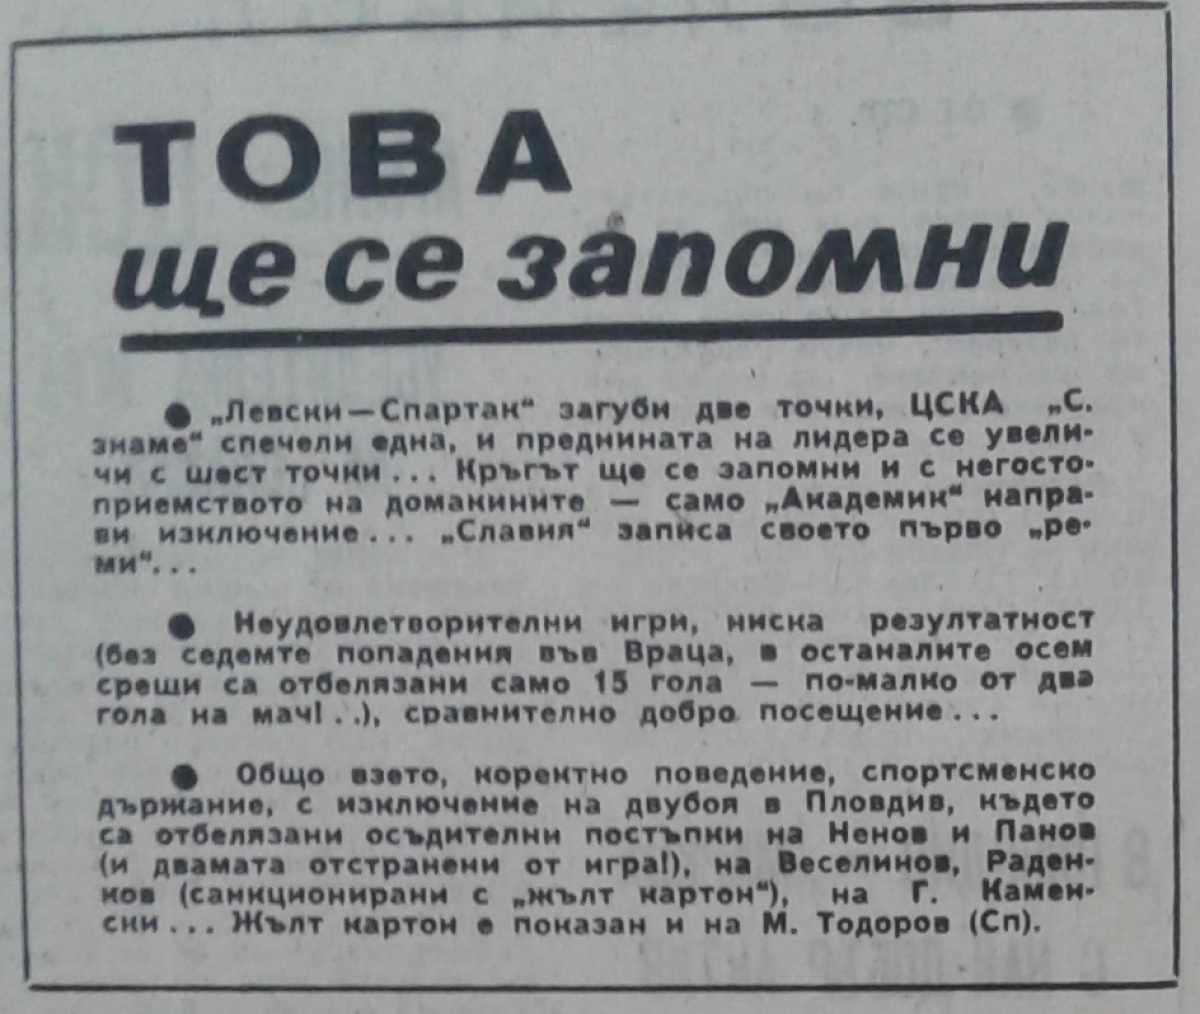 ТОВА
ще се запомни
● „Левски—Спартак“ загуби две точки, ЦСКА „С.
знаме“ спечели една, и преднината на лидера се увели-
чи с шест точки... Кръгът ще се запомни и с негосто-
приемството на домакините — само „Академик“ напра-
ви изключение... „Славия“ записа своето първо „ре-
ми“...
● Неудовлетворителни игри, ниска резултатност
(без седемте попадения във Враца, в останалите осем
срещи са отбелязани само 15 гола — по-малко от два
гола на мач!..), сравнително добро посещение...
● Общо взето, коректно поведение, спортсменско
държание, с изключение на двубоя в Пловдив, където
са отбелязани осъдителни постъпки на Ненов и Панов
(и двамата отстранени от игра!), на Веселинов, Раден-
ков (санкционирани с „жълт картон“), на Г. Камен-
ски... Жълт картон е показан и на М. Тодоров (Сп).